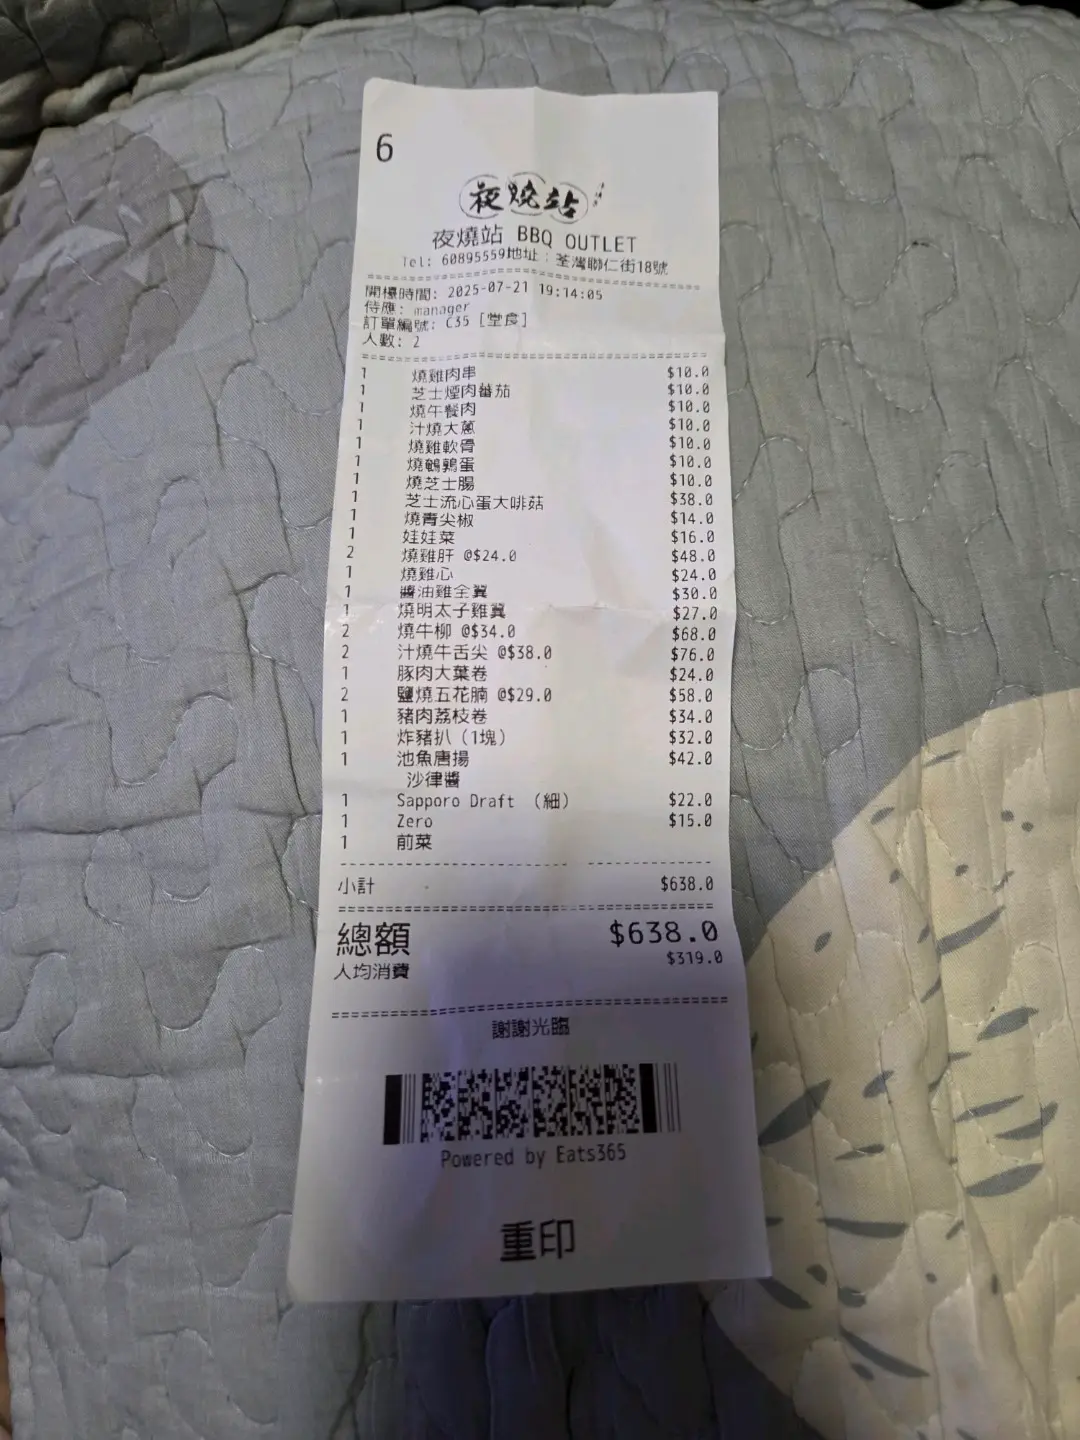 6
夜燒站
夜燒站 BBQ OUTLET
Tel: 60895559地址：荃灣聯仁街18號
開檯時間: 2025-07-21 19:14:05
侍應: manager
訂單編號: C35 [堂食]
人數: 2
1 燒雞肉串 $10.0
1 芝士煙肉蕃茄 $10.0
1 燒午餐肉 $10.0
1 汁燒大蔥 $10.0
1 燒雞軟骨 $10.0
1 燒鵪鶉蛋 $10.0
1 燒芝士腸 $10.0
1 芝士流心蛋大啡菇 $38.0
1 燒青尖椒 $14.0
1 娃娃菜 $16.0
2 燒雞肝 @$24.0 $48.0
1 燒雞心 $24.0
1 醬油雞全翼 $30.0
1 燒明太子雞翼 $27.0
2 燒牛柳 @$34.0 $68.0
2 汁燒牛舌尖 @$38.0 $76.0
1 豚肉大葉卷 $24.0
2 鹽燒五花腩 @$29.0 $58.0
1 豬肉荔枝卷 $34.0
1 炸豬扒（1塊） $32.0
1 池魚唐揚 $42.0
沙律醬
1 Sapporo Draft （細） $22.0
1 Zero $15.0
1 前菜
小計 $638.0
總額 $638.0
人均消費 $319.0
謝謝光臨
Powered by Eats365
重印